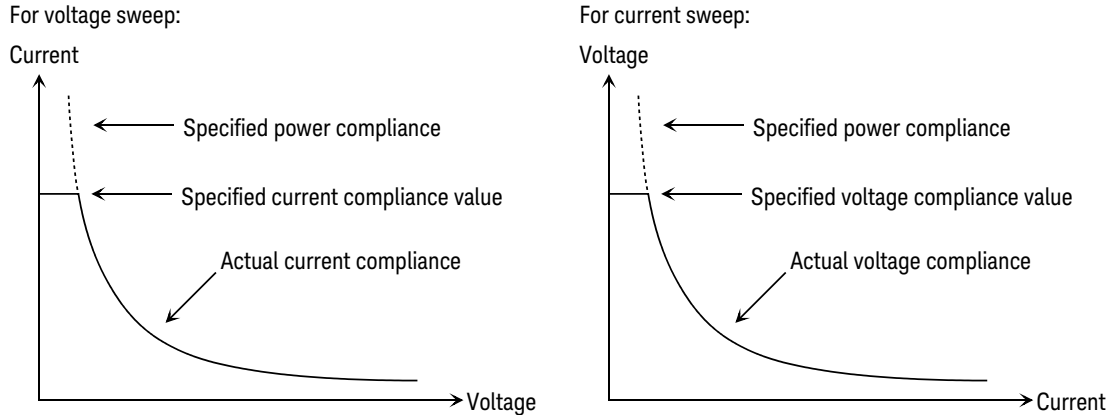 For voltage sweep:
Current
Specified power compliance
Specified current compliance value
Actual current compliance
Voltage
For current sweep:
Voltage
Specified power compliance
Specified voltage compliance value
Actual voltage compliance
Current